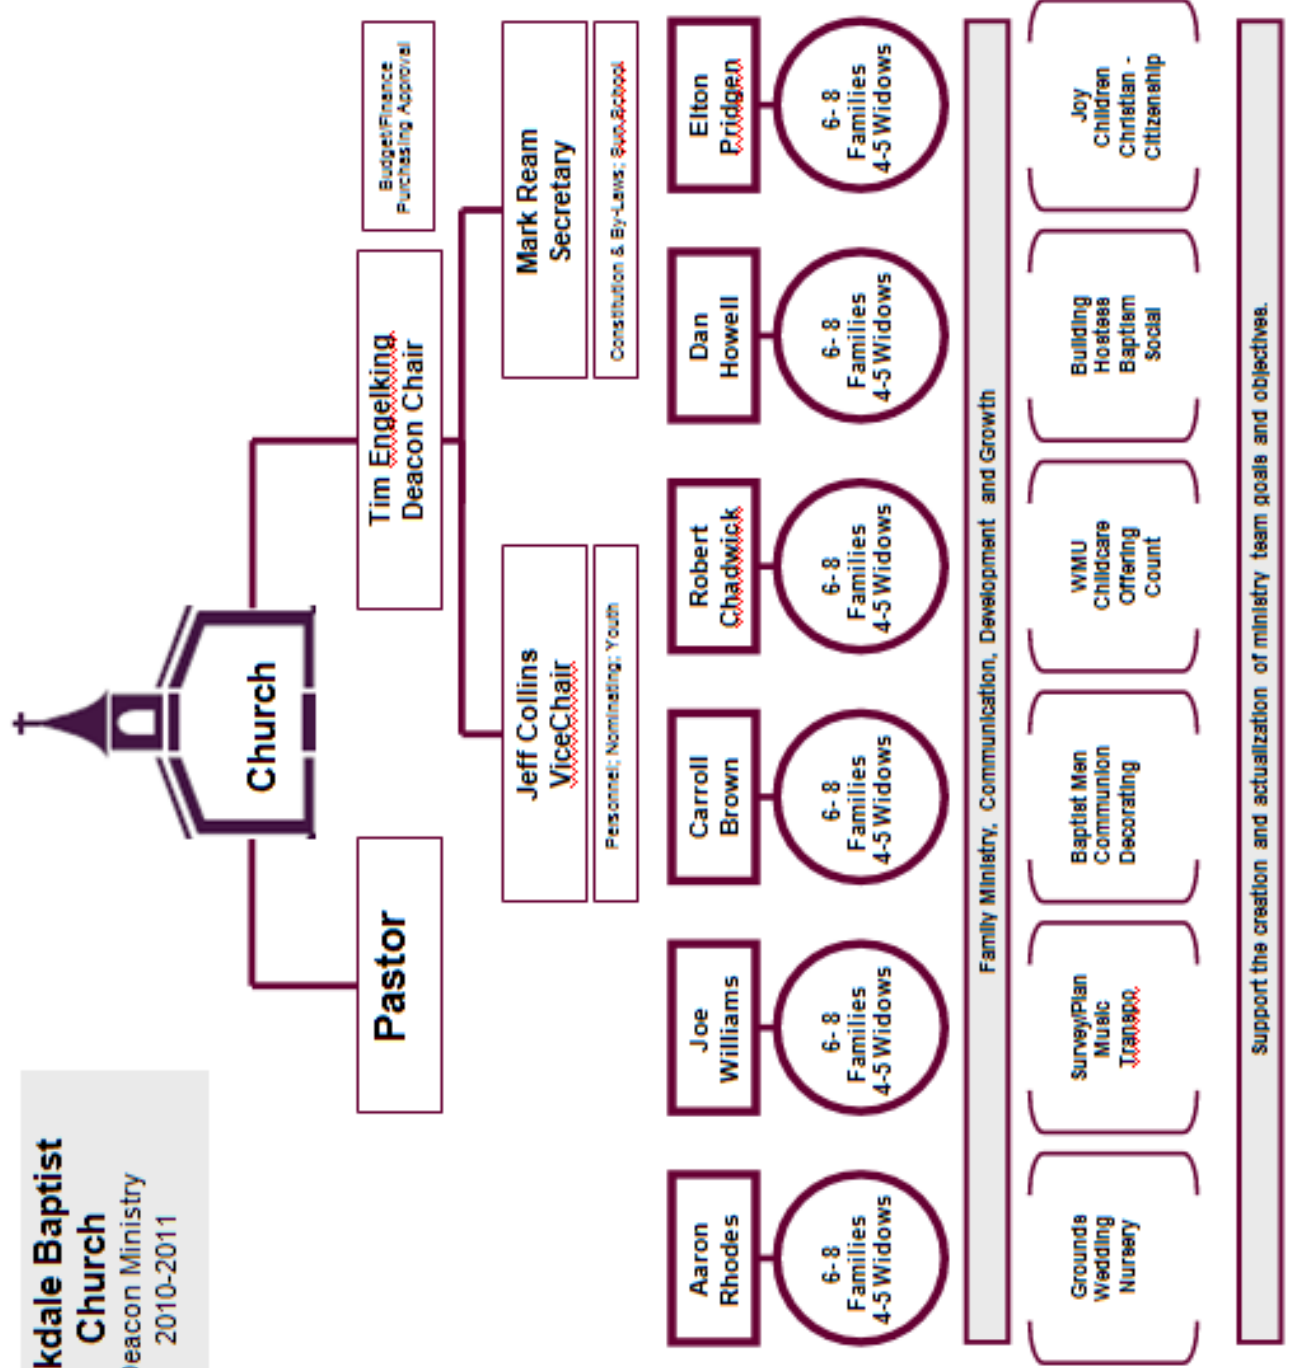 kdale Baptist
Church
Deacon Ministry
2010-2011
Church
Pastor
Tim Engelking
Deacon Chair
Budget/Finance
Purchasing Approval
Jeff Collins
ViceChair
Personnel; Nominating; Youth
Mark Ream
Secretary
Constitution & By-Laws; Sun.School
Aaron
Rhodes
Joe
Williams
Carroll
Brown
Robert
Chadwick
Dan
Howell
Elton
Pridgen
6- 8
Families
4-5 Widows
6- 8
Families
4-5 Widows
6- 8
Families
4-5 Widows
6- 8
Families
4-5 Widows
6- 8
Families
4-5 Widows
6- 8
Families
4-5 Widows
Family Ministry, Communication, Development and Growth
Grounds
Wedding
Nursery
Survey/Plan
Music
Transpo.
Baptist Men
Communion
Decorating
WMU
Childcare
Offering
Count
Building
Hostess
Baptism
Social
Joy
Children
Christian -
Citizenship
Support the creation and actualization of ministry team goals and objectives.